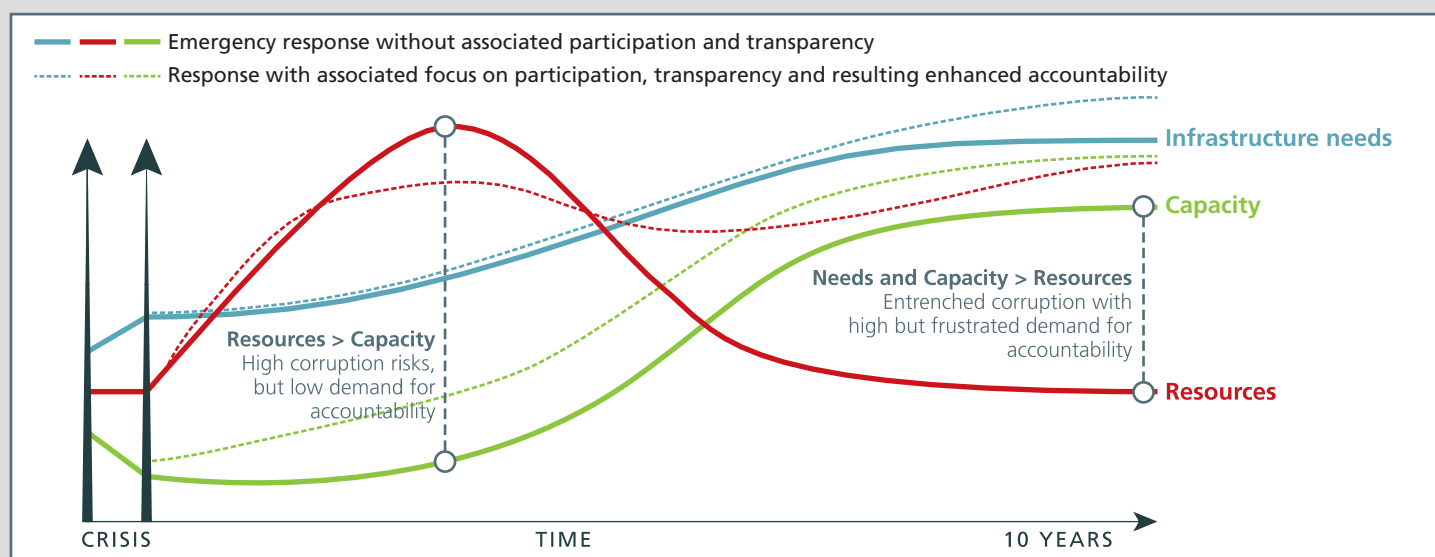 Emergency response without associated participation and transparency
Response with associated focus on participation, transparency and resulting enhanced accountability
Infrastructure needs
Capacity
Needs and Capacity > Resources
Entrenched corruption with
high but frustrated demand for
accountability
Resources > Capacity
High corruption risks,
but low demand for
accountability
Resources
CRISIS
TIME
10 YEARS